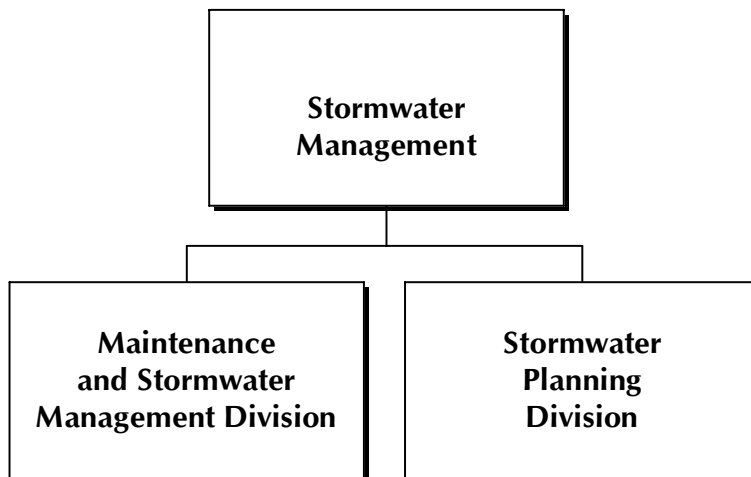 Stormwater
Management
Maintenance
and Stormwater
Management Division
Stormwater
Planning
Division